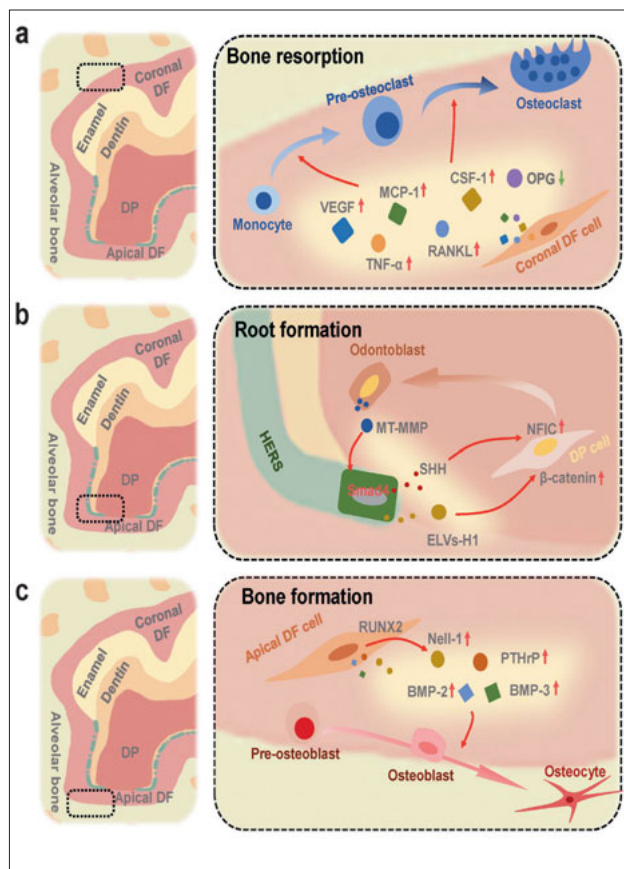 a
Coronal
DF
Enamel
Dentin
Alveolar bone
DP
Apical DF
Bone resorption
Pre-osteoclast
Osteoclast
Monocyte
VEGF
MCP-1
CSF-1
OPG
TNF-α
RANKL
Coronal DF cell
b
Coronal
DF
Enamel
Dentin
Alveolar bone
DP
Apical DF
Root formation
Odontoblast
HERS
MT-MMP
Smad4
SHH
ELVs-H1
NFIC
DP cell
β-catenin
c
Coronal
DF
Enamel
Dentin
Alveolar bone
DP
Apical DF
Bone formation
Apical DF cell
RUNX2
Nell-1
PTHrP
BMP-2
BMP-3
Pre-osteoblast
Osteoblast
Osteocyte